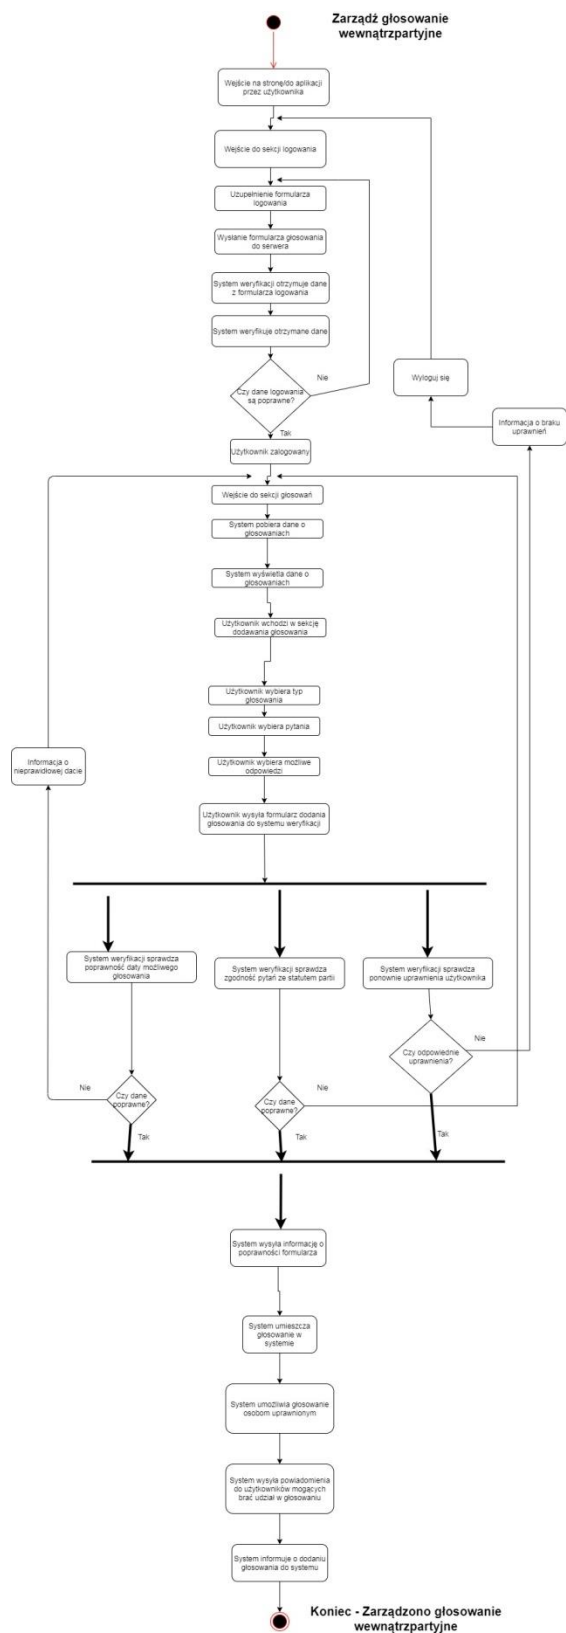 Zarządź głosowanie
wewnątrzpartyjne
Wejście na stronę/do aplikacji
przez użytkownika
Wejście do sekcji logowania
Uzupełnienie formularza
logowania
Wysłanie formularza głosowania
do serwera
System weryfikacji otrzymuje dane
z formularza logowania
System weryfikuje otrzymane dane
Nie
Czy dane logowania
są poprawne?
Wyloguj się
Informacja o braku
uprawnień
Tak
Użytkownik zalogowany
Wejście do sekcji głosowań
System pobiera dane o
głosowaniach
System wyświetla dane o
głosowaniach
Użytkownik wchodzi w sekcję
dodawania głosowania
Użytkownik wybiera typ
głosowania
Użytkownik wybiera pytania
Informacja o
nieprawidłowej dacie
Użytkownik wybiera możliwe
odpowiedzi
Użytkownik wysyła formularz dodania
głosowania do systemu weryfikacji
System weryfikacji sprawdza
poprawność daty możliwego
głosowania
System weryfikacji sprawdza
zgodność pytań ze statutem partii
System weryfikacji sprawdza
ponownie uprawnienia użytkownika
Nie
Czy odpowiednie
uprawnienia?
Nie
Czy dane
poprawne?
Nie
Czy dane
poprawne?
Tak
Tak
Tak
System wysyła informację o
poprawności formularza
System umieszcza
głosowanie w
systemie
System umożliwia głosowanie
osobom uprawnionym
System wysyła powiadomienia
do użytkowników mogących
brać udział w głosowaniu
System informuje o dodaniu
głosowania do systemu
Koniec - Zarządzono głosowanie
wewnątrzpartyjne